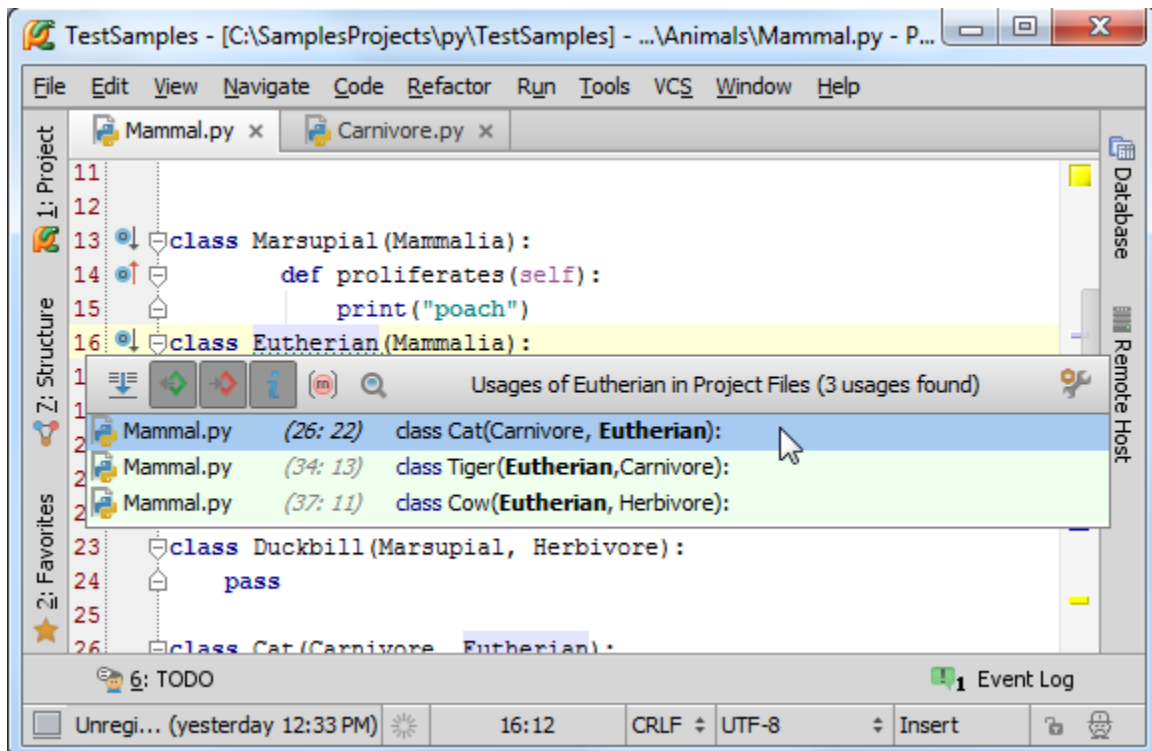 TestSamples - [C:\SamplesProjects\py\TestSamples] - ...\Animals\Mammal.py - P...
File Edit View Navigate Code Refactor Run Tools VCS Window Help
Mammal.py Carnivore.py
1: Project
Z: Structure
2: Favorites
Database
Remote Host
11
12
13 class Marsupial(Mammalia):
14 def proliferates(self):
15 print("poach")
16 class Eutherian(Mammalia):
Usages of Eutherian in Project Files (3 usages found)
Mammal.py (26: 22) class Cat(Carnivore, Eutherian):
Mammal.py (34: 13) class Tiger(Eutherian,Carnivore):
Mammal.py (37: 11) class Cow(Eutherian, Herbivore):
23 class Duckbill(Marsupial, Herbivore):
24 pass
25
26 class Cat(Carnivore, Eutherian):
6: TODO 1 Event Log
Unregi... (yesterday 12:33 PM) 16:12 CRLF UTF-8 Insert